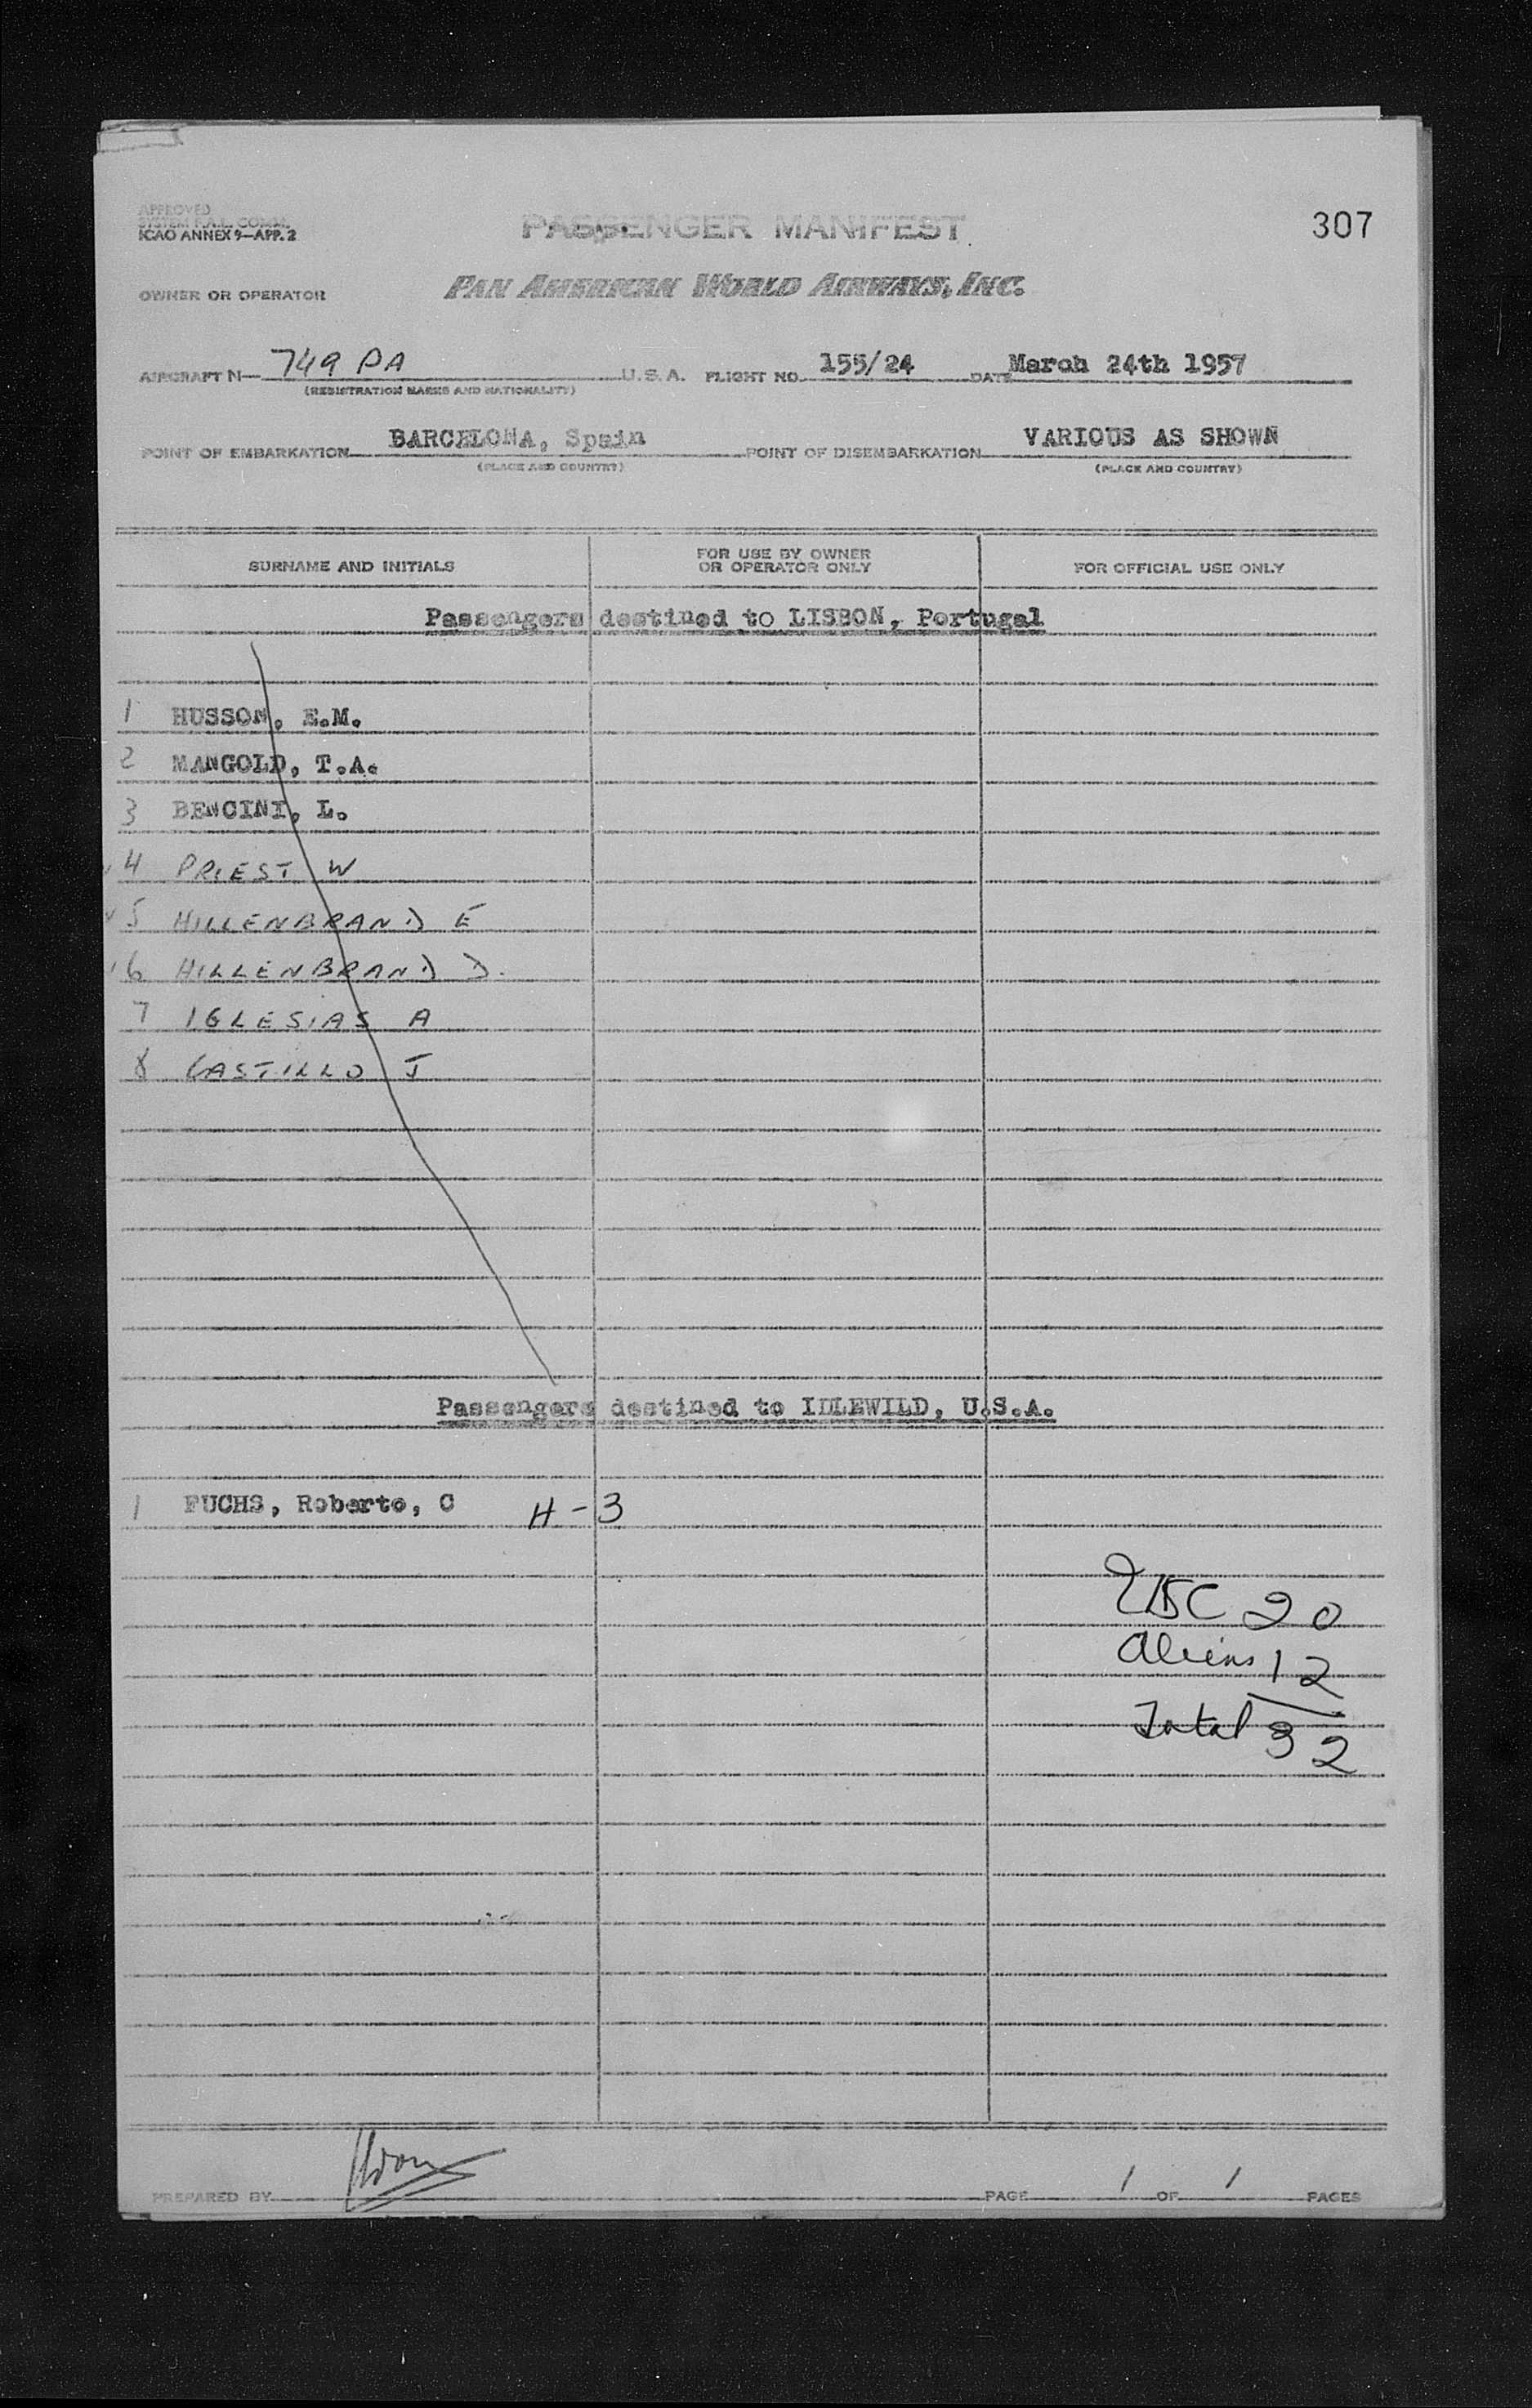 APPROVED
SYSTEM F.A.L. COMM.
ICAO ANNEX 9—APP. 2
PASSENGER MANIFEST
307
OWNER OR OPERATOR
PAN AMERICAN WORLD AIRWAYS, INC.
AIRCRAFT N— 749 PA U.S.A. FLIGHT NO. 155/24 DATE March 24th 1957
(REGISTRATION MARKS AND NATIONALITY)
POINT OF EMBARKATION BARCELONA, Spain POINT OF DISEMBARKATION VARIOUS AS SHOWN
(PLACE AND COUNTRY) (PLACE AND COUNTRY)
SURNAME AND INITIALS
FOR USE BY OWNER
OR OPERATOR ONLY
FOR OFFICIAL USE ONLY
Passengers destined to LISBON, Portugal
1 HUSSON, E.M.
2 MANGOLD, T.A.
3 BENCINI, L.
4 PRIEST W
5 HILLENBRAND E
6 HILLENBRAND D.
7 IGLESIAS A
8 CASTILLO J
Passengers destined to IDLEWILD, U.S.A.
1 FUCHS, Roberto, C H-3
USC 20
Aliens 12
Total 32
PREPARED BY PAGE 1 OF 1 PAGES